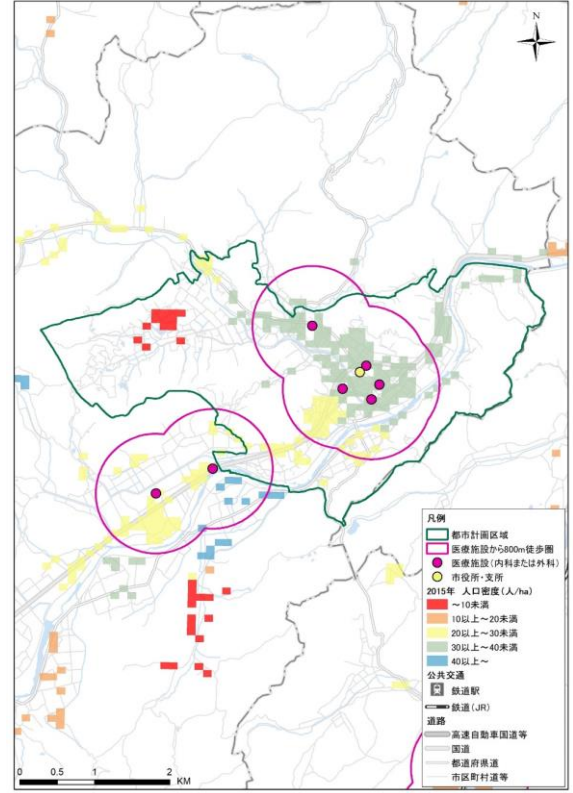 N
凡例
都市計画区域
医療施設から800m徒歩圏
医療施設(内科または外科)
市役所・支所
2015年 人口密度(人/ha)
～10未満
10以上～20未満
20以上～30未満
30以上～40未満
40以上～
公共交通
鉄道駅
鉄道(JR)
道路
高速自動車国道等
国道
都道府県道
市区町村道等
0 0.5 1 2
KM